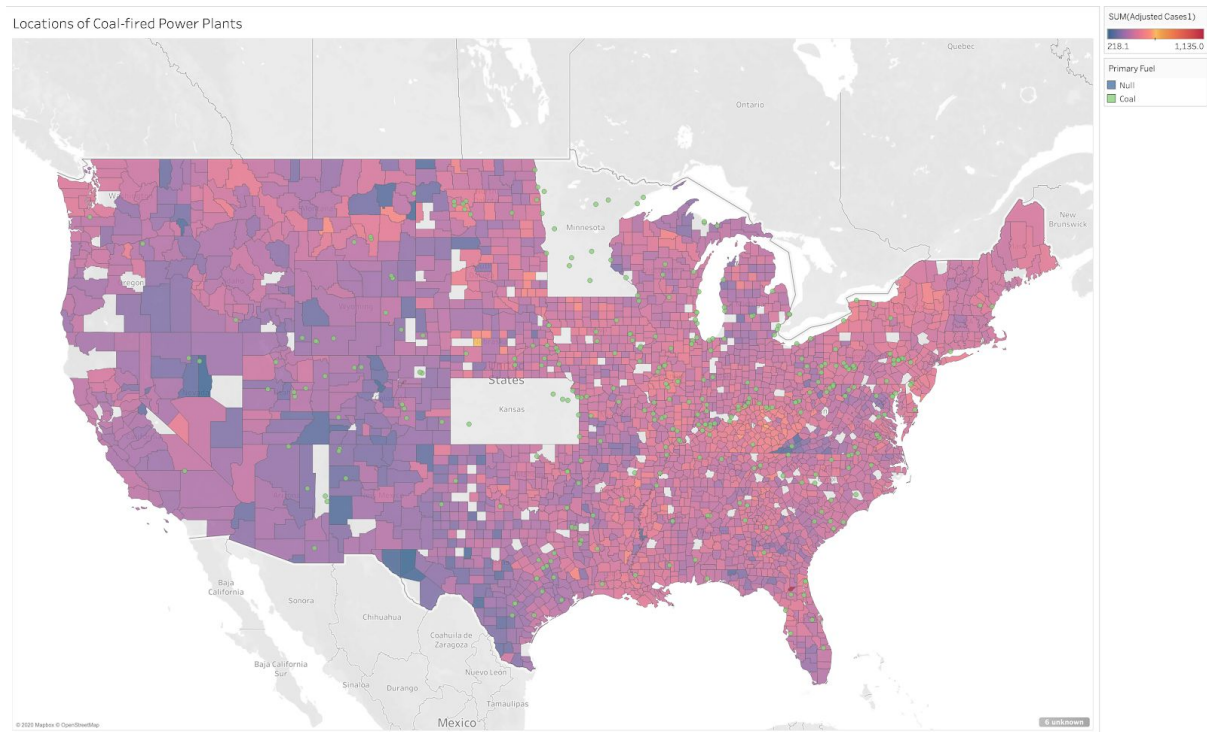 Locations of Coal-fired Power Plants
SUM(Adjusted Cases1)
218.1 1,135.0
Primary Fuel
Null
Coal
Quebec
Ontario
New
Brunswick
Minnesota
States
Kansas
Baja
California
Sonora
Chihuahua
Coahuila de
Zaragoza
Baja California
Sur
Sinaloa
Durango
Nuevo León
Tamaulipas
Mexico
© 2020 Mapbox © OpenStreetMap
6 unknown